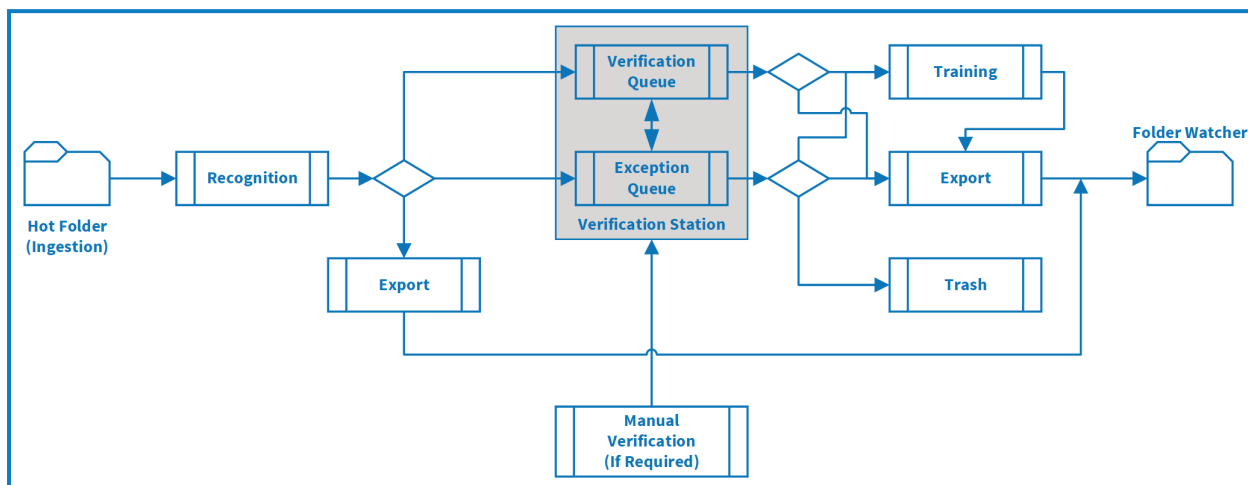 Verification
Queue
Training
Folder Watcher
Recognition
Exception
Queue
Export
Hot Folder
(Ingestion)
Verification Station
Export
Trash
Manual
Verification
(If Required)